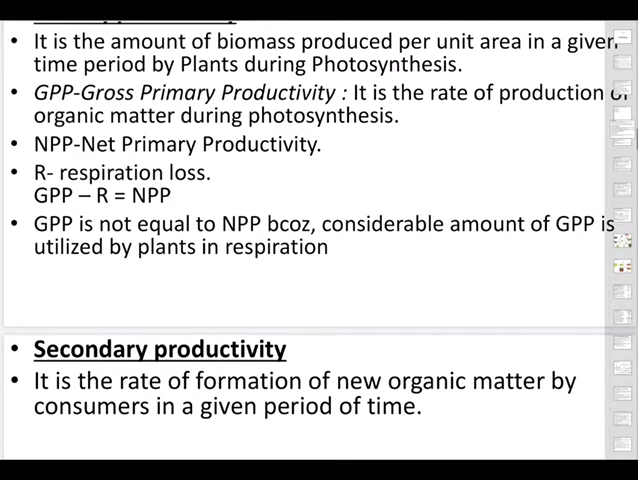 • It is the amount of biomass produced per unit area in a given
time period by Plants during Photosynthesis.
• GPP-Gross Primary Productivity : It is the rate of production of
organic matter during photosynthesis.
• NPP-Net Primary Productivity.
• R- respiration loss.
GPP – R = NPP
• GPP is not equal to NPP bcoz, considerable amount of GPP is
utilized by plants in respiration
• Secondary productivity
• It is the rate of formation of new organic matter by
consumers in a given period of time.